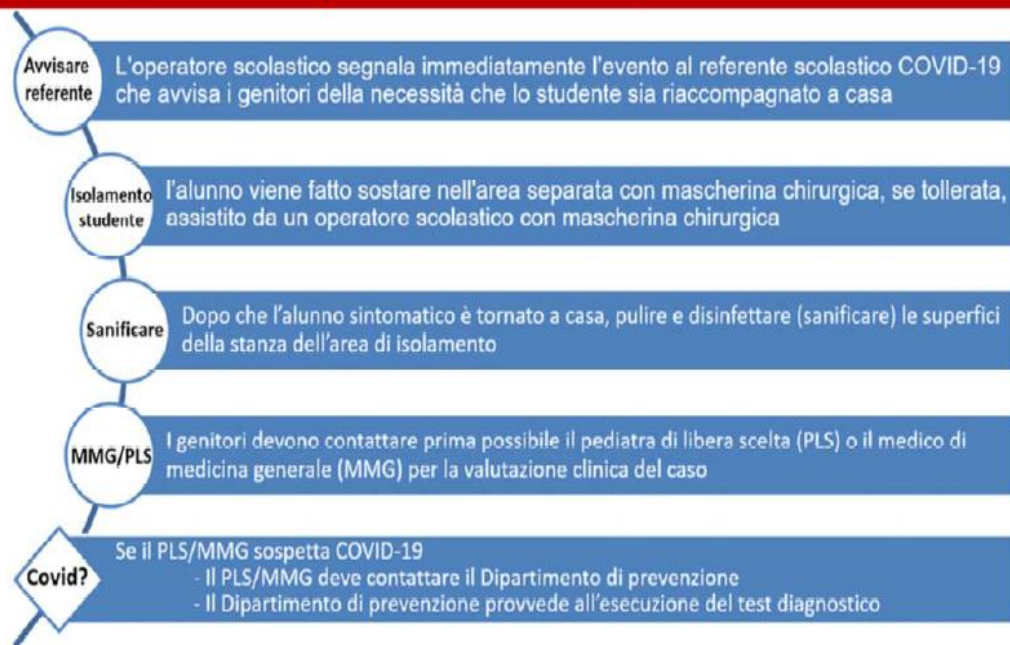 Avvisare
referente
L'operatore scolastico segnala immediatamente l'evento al referente scolastico COVID-19
che avvisa i genitori della necessità che lo studente sia riaccompagnato a casa
Isolamento
studente
l'alunno viene fatto sostare nell'area separata con mascherina chirurgica, se tollerata,
assistito da un operatore scolastico con mascherina chirurgica
Sanificare
Dopo che l'alunno sintomatico è tornato a casa, pulire e disinfettare (sanificare) le superfici
della stanza dell'area di isolamento
MMG/PLS
I genitori devono contattare prima possibile il pediatra di libera scelta (PLS) o il medico di
medicina generale (MMG) per la valutazione clinica del caso
Covid?
Se il PLS/MMG sospetta COVID-19
- Il PLS/MMG deve contattare il Dipartimento di prevenzione
- Il Dipartimento di prevenzione provvede all'esecuzione del test diagnostico